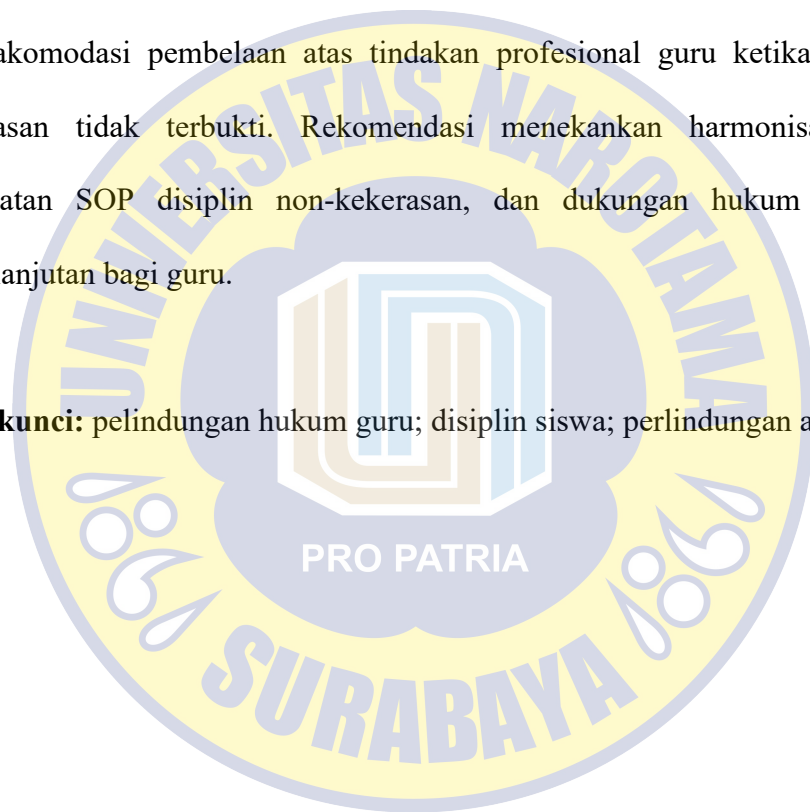 akomodasi pembelaan atas tindakan profesional guru ketika
asan tidak terbukti. Rekomendasi menekankan harmonisa
atan SOP disiplin non-kekerasan, dan dukungan hukum
anjutan bagi guru.
kunci: pelindungan hukum guru; disiplin siswa; perlindungan a
UNIVERSITAS NAROTAMA
PRO PATRIA
SURABAYA